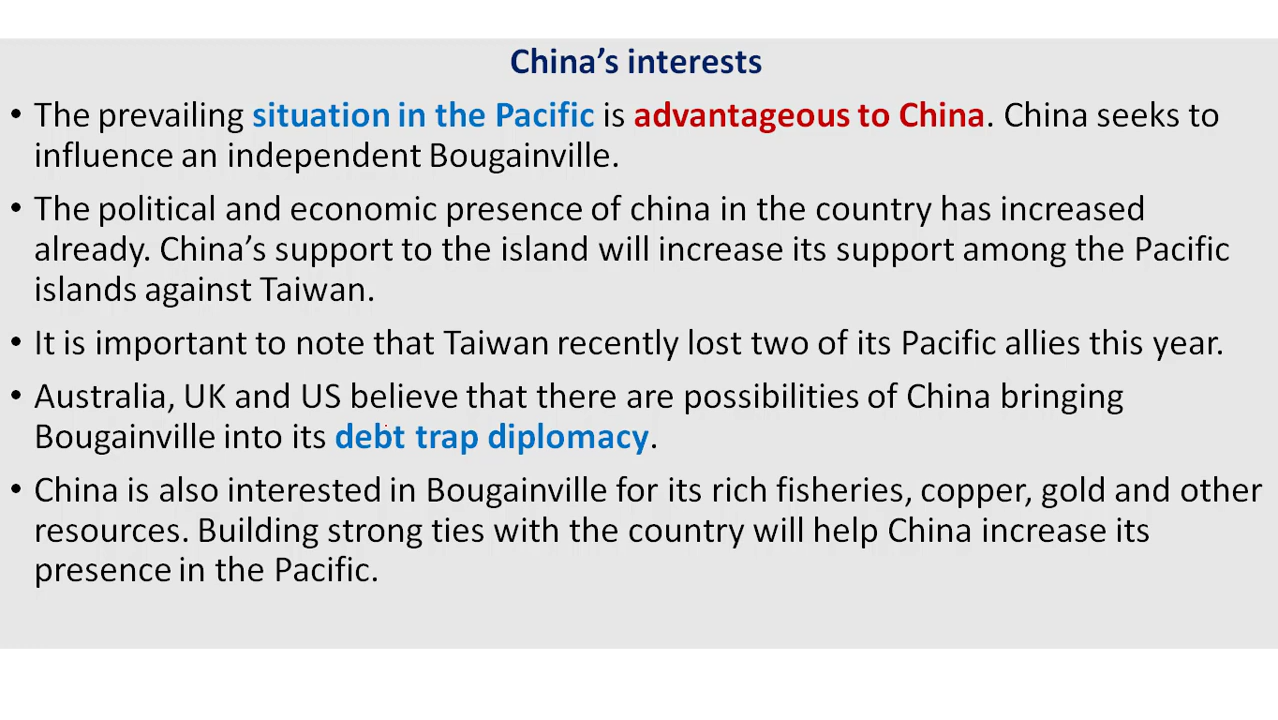 China’s interests
• The prevailing situation in the Pacific is advantageous to China. China seeks to
influence an independent Bougainville.
• The political and economic presence of china in the country has increased
already. China’s support to the island will increase its support among the Pacific
islands against Taiwan.
• It is important to note that Taiwan recently lost two of its Pacific allies this year.
• Australia, UK and US believe that there are possibilities of China bringing
Bougainville into its debt trap diplomacy.
• China is also interested in Bougainville for its rich fisheries, copper, gold and other
resources. Building strong ties with the country will help China increase its
presence in the Pacific.